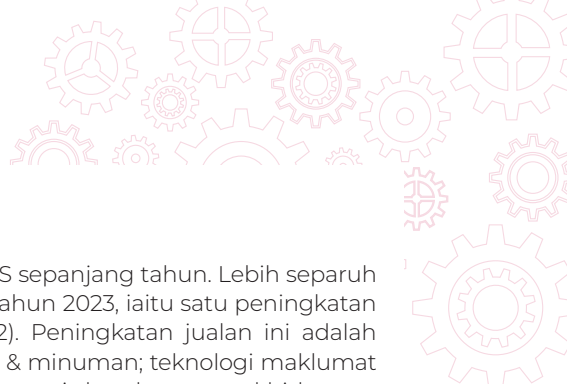 S sepanjang tahun. Lebih separuh
ahun 2023, iaitu satu peningkatan
2). Peningkatan jualan ini adalah
& minuman; teknologi maklumat